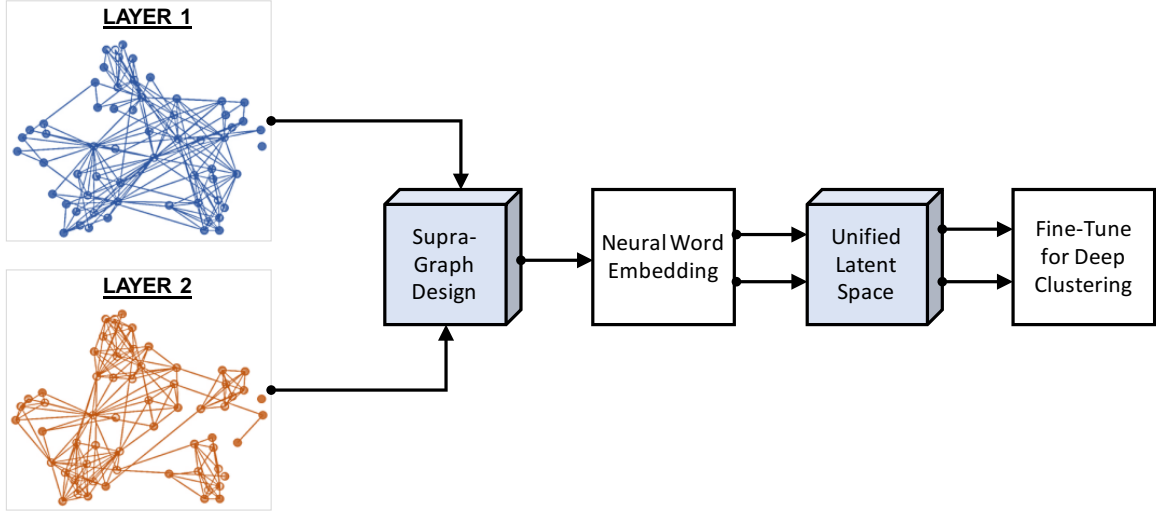 LAYER 1
LAYER 2
Supra-
Graph
Design
Neural Word
Embedding
Unified
Latent
Space
Fine-Tune
for Deep
Clustering